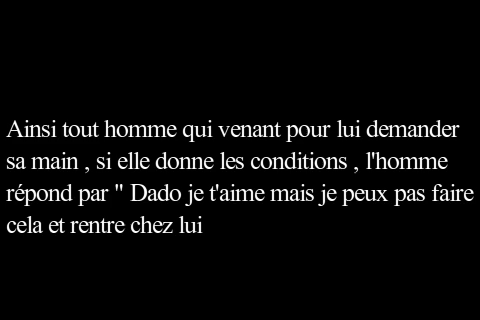 Ainsi tout homme qui venant pour lui demander
sa main , si elle donne les conditions , l'homme
répond par " Dado je t'aime mais je peux pas faire
cela et rentre chez lui